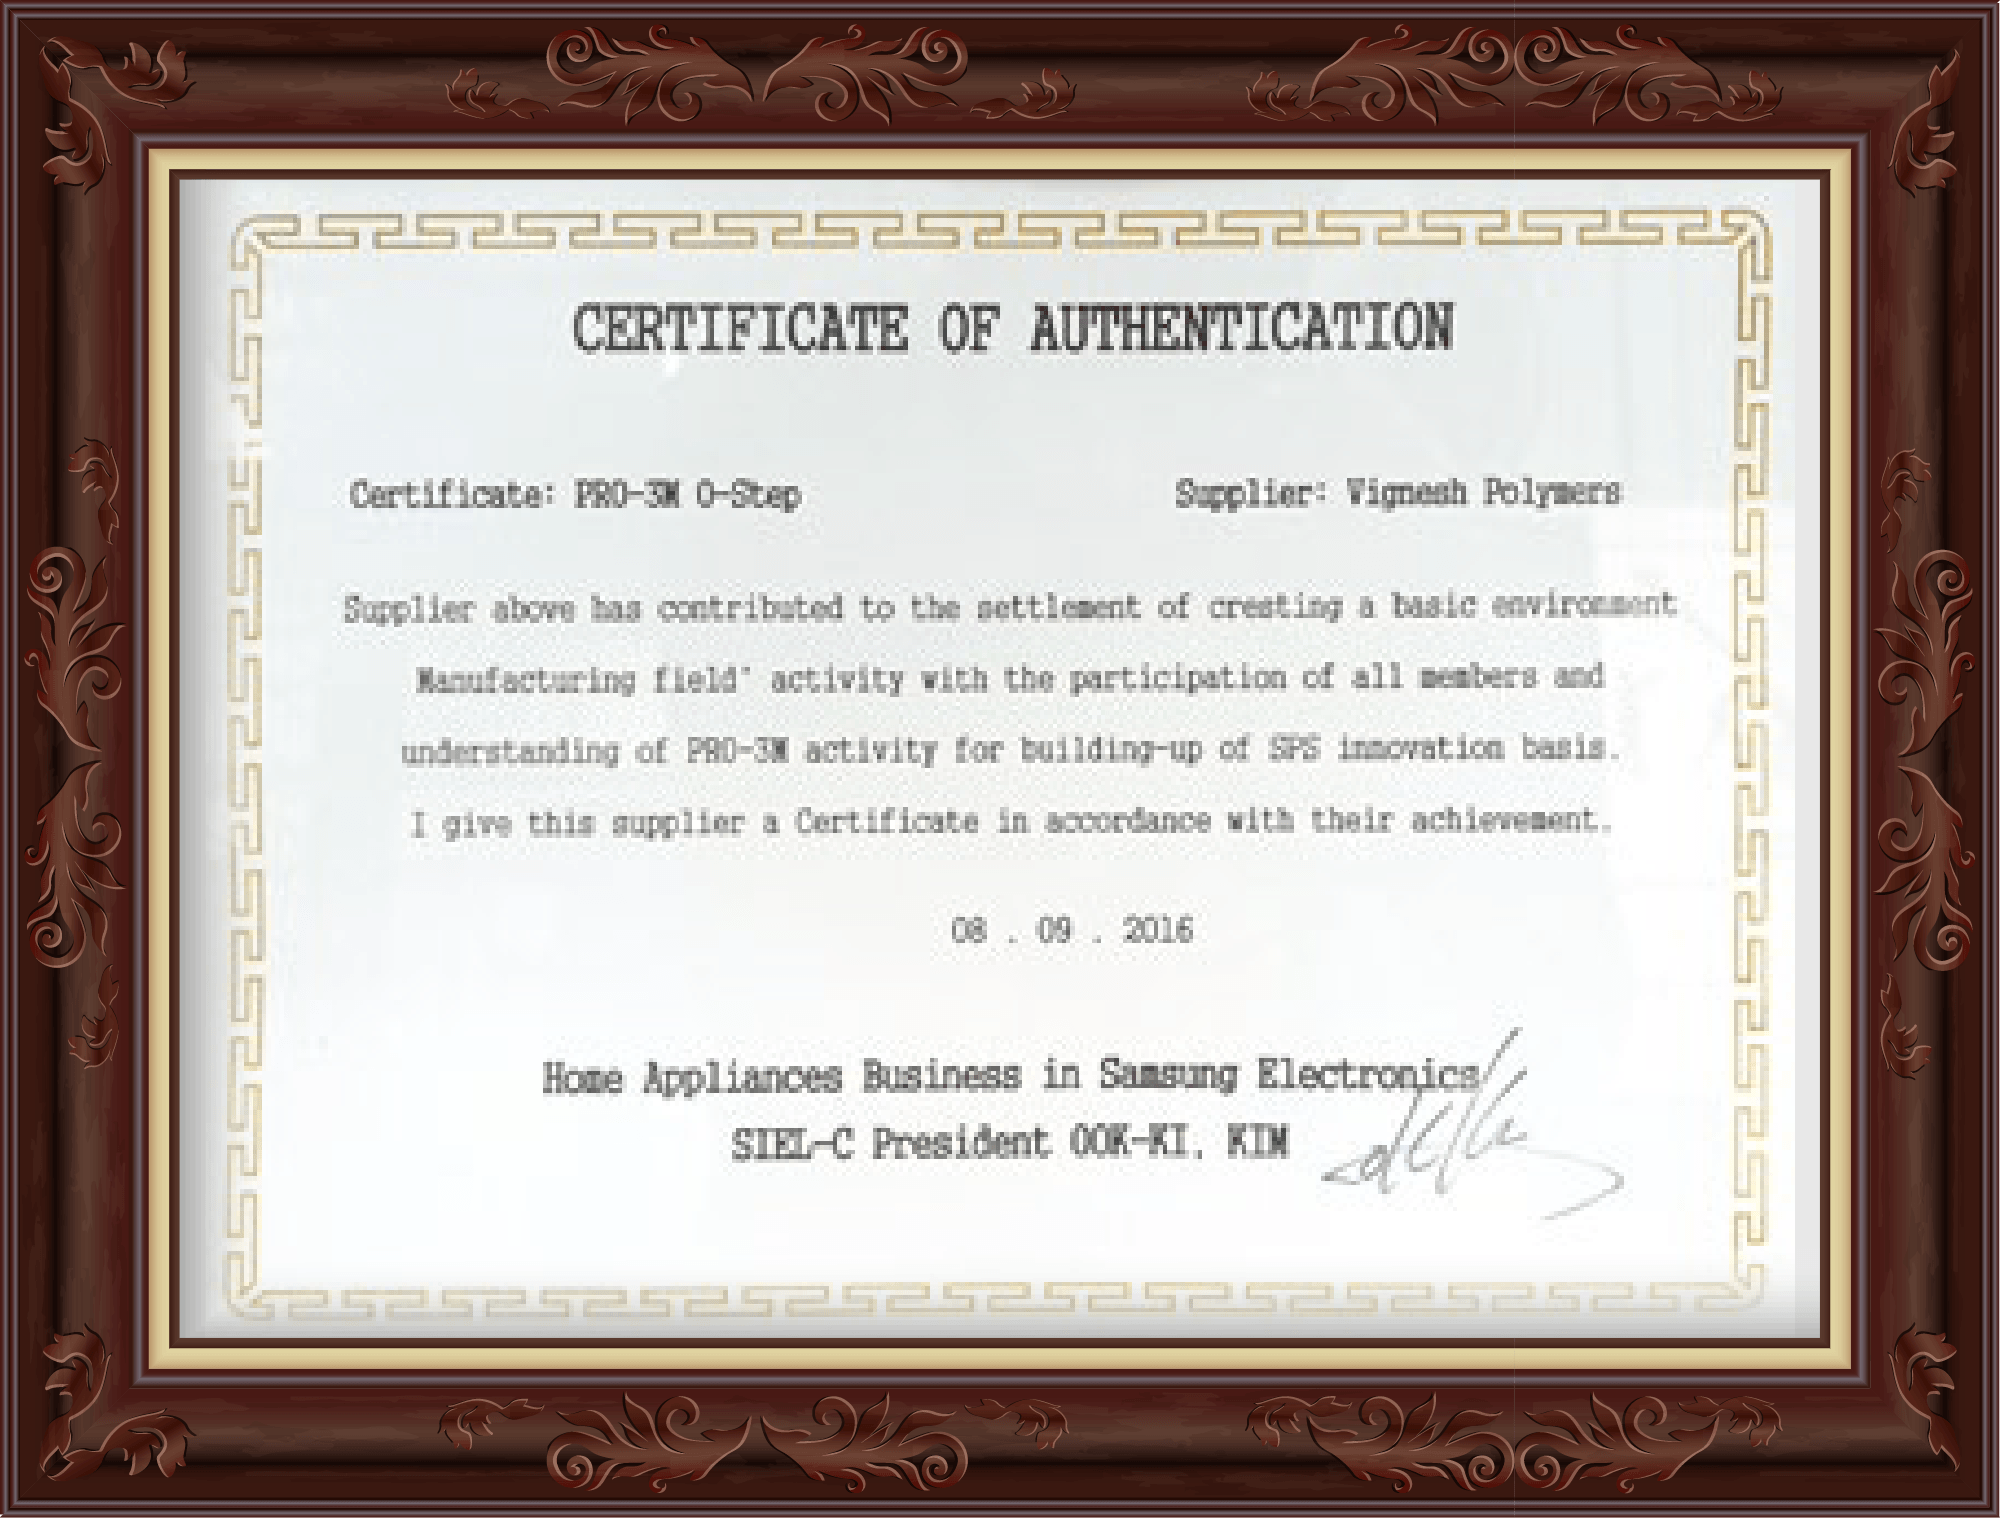 CERTIFICATE OF AUTHENTICATION
Certificate: PRO-3M 0-Step
Supplier: Vignesh Polymers
Supplier above has contributed to the settlement of creating a basic environment
Manufacturing field" activity with the participation of all members and
understanding of PRO-3M activity for building-up of SPS innovation basis.
I give this supplier a Certificate in accordance with their achievement.
08 . 09 . 2016
Home Appliances Business in Samsung Electronics
SIEL-C President OOK-KI, KIM